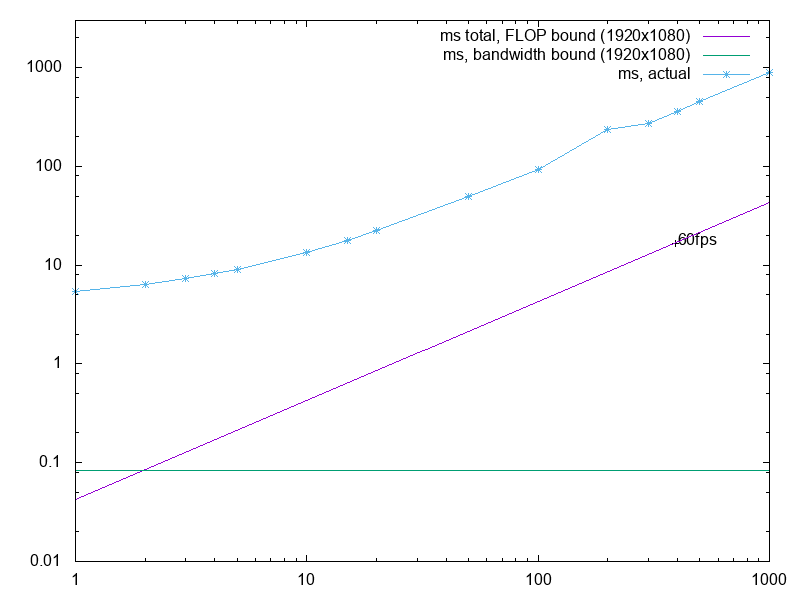 ms total, FLOP bound (1920x1080)
ms, bandwidth bound (1920x1080)
ms, actual
1000
100
10
1
0.1
0.01
60fps
1 10 100 1000